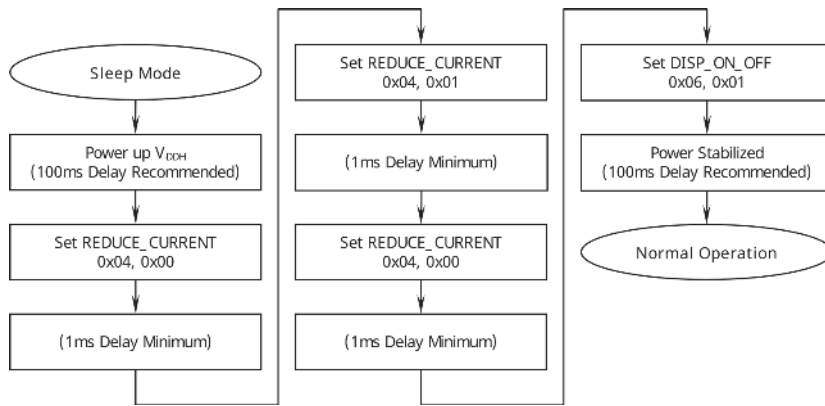 Sleep Mode
Power up VDDH
(100ms Delay Recommended)
Set REDUCE_CURRENT
0x04, 0x00
(1ms Delay Minimum)
Set REDUCE_CURRENT
0x04, 0x01
(1ms Delay Minimum)
Set REDUCE_CURRENT
0x04, 0x00
(1ms Delay Minimum)
Set DISP_ON_OFF
0x06, 0x01
Power Stabilized
(100ms Delay Recommended)
Normal Operation